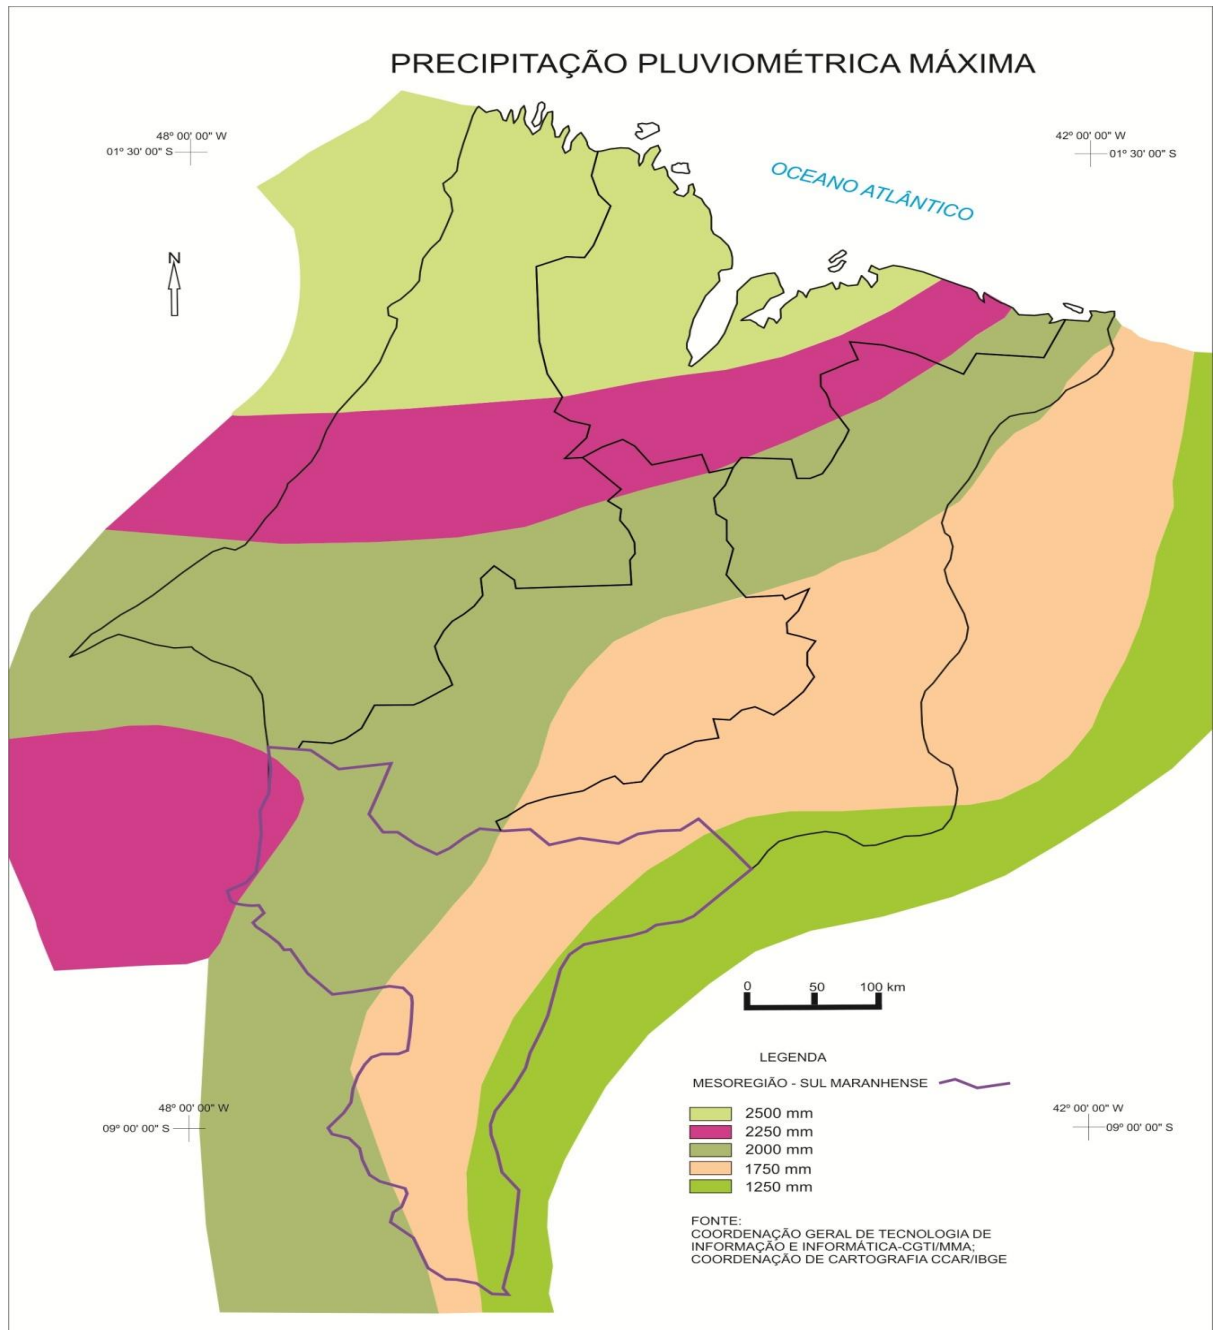 PRECIPITAÇÃO PLUVIOMÉTRICA MÁXIMA
48º 00' 00" W
01º 30' 00" S
42º 00' 00" W
01º 30' 00" S
OCEANO ATLÂNTICO
N
0 50 100 km
LEGENDA
MESOREGIÃO - SUL MARANHENSE
48º 00' 00" W
09º 00' 00" S
42º 00' 00" W
09º 00' 00" S
2500 mm
2250 mm
2000 mm
1750 mm
1250 mm
FONTE:
COORDENAÇÃO GERAL DE TECNOLOGIA DE
INFORMAÇÃO E INFORMÁTICA-CGTI/MMA;
COORDENAÇÃO DE CARTOGRAFIA CCAR/IBGE